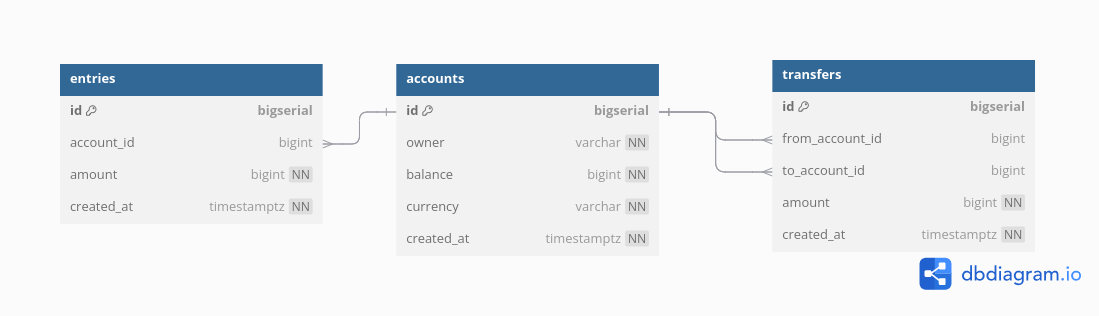 entries
id bigserial
account_id bigint
amount bigint NN
created_at timestamptz NN
accounts
id bigserial
owner varchar NN
balance bigint NN
currency varchar NN
created_at timestamptz NN
transfers
id bigserial
from_account_id bigint
to_account_id bigint
amount bigint NN
created_at timestamptz NN
dbdiagram.io